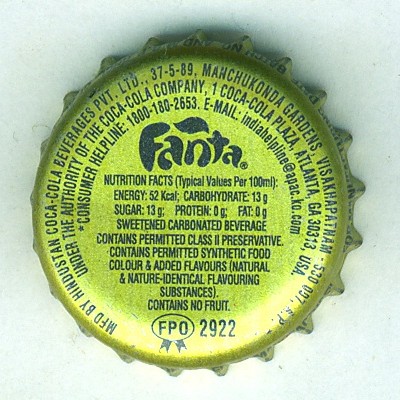 MFD BY HINDUSTAN COCA-COLA BEVERAGES PVT. LTD., 37-5-89, MANCHUKONDA GARDENS, VISAKHAPATNAM - 530 007, A.P.
UNDER THE AUTHORITY OF THE COCA-COLA COMPANY, 1 COCA-COLA PLAZA, ATLANTA, GA 30313, USA.
*CONSUMER HELPLINE: 1800-180-2653. E-MAIL: indiahelpline@apac.ko.com
Fanta®
NUTRITION FACTS (Typical Values Per 100ml):
ENERGY: 52 Kcal; CARBOHYDRATE: 13 g
SUGAR: 13 g; PROTEIN: 0 g; FAT: 0 g
SWEETENED CARBONATED BEVERAGE
CONTAINS PERMITTED CLASS II PRESERVATIVE.
CONTAINS PERMITTED SYNTHETIC FOOD
COLOUR & ADDED FLAVOURS (NATURAL
& NATURE-IDENTICAL FLAVOURING
SUBSTANCES).
CONTAINS NO FRUIT.
FPO 2922